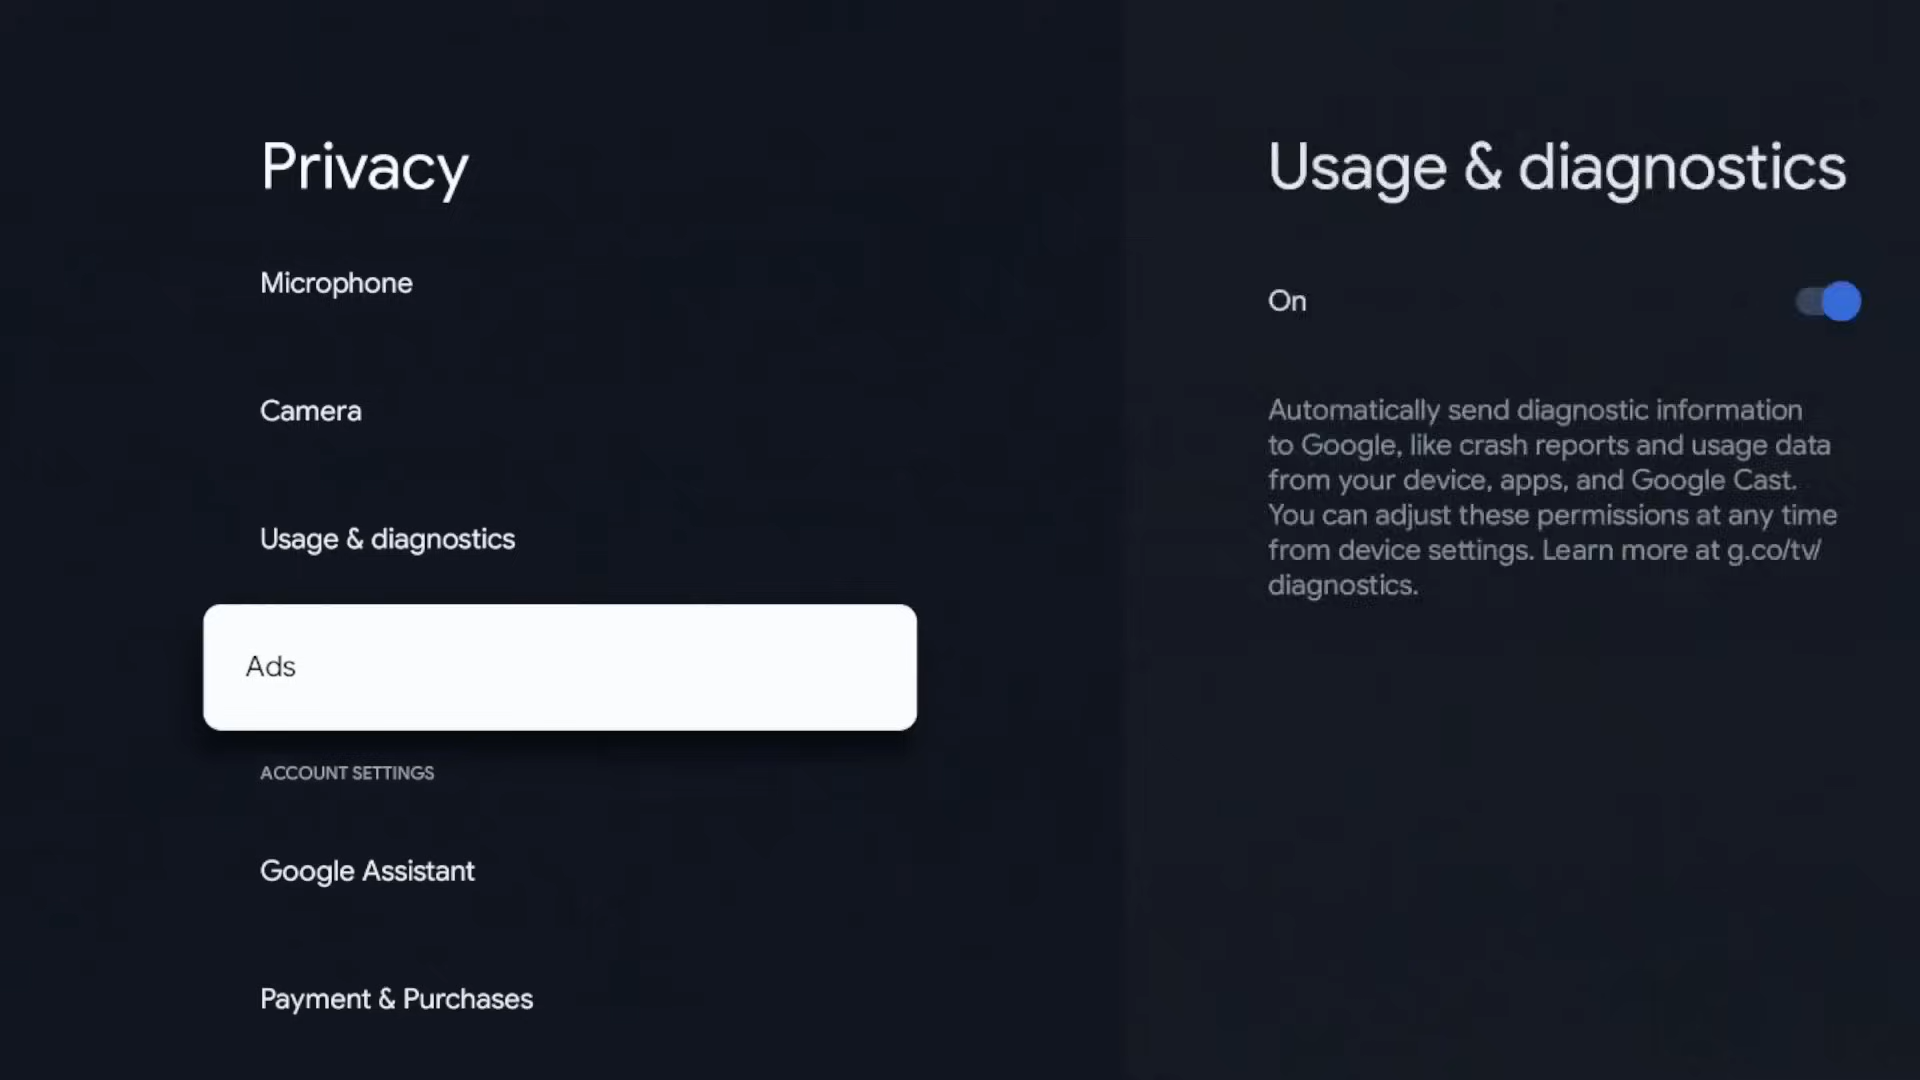 Privacy
Microphone
Camera
Usage & diagnostics
Ads
ACCOUNT SETTINGS
Google Assistant
Payment & Purchases
Usage & diagnostics
On
Automatically send diagnostic information
to Google, like crash reports and usage data
from your device, apps, and Google Cast.
You can adjust these permissions at any time
from device settings. Learn more at g.co/tv/
diagnostics.